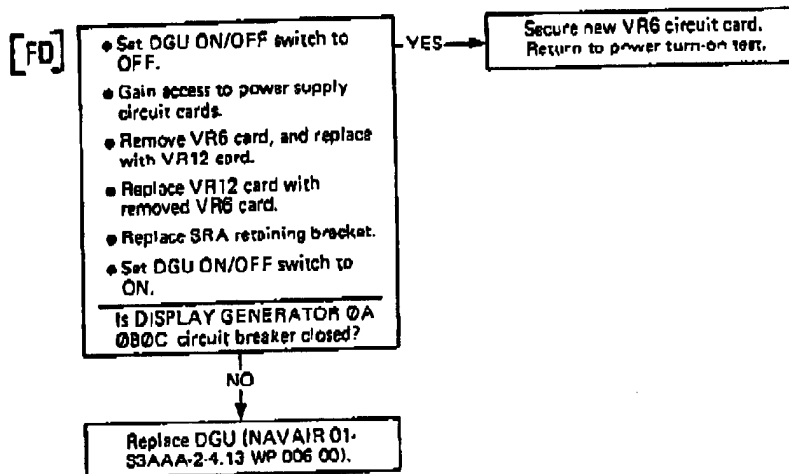 [FD]
• Set DGU ON/OFF switch to
OFF.
• Gain access to power supply
circuit cards.
• Remove VR6 card, and replace
with VR12 card.
• Replace VR12 card with
removed VR6 card.
• Replace SRA retaining bracket.
• Set DGU ON/OFF switch to
ON.
Is DISPLAY GENERATOR ØA
ØBØC circuit breaker closed?
YES
Secure new VR6 circuit card.
Return to power turn-on test.
NO
Replace DGU (NAVAIR 01-
S3AAA-2-4.13 WP 006 00).